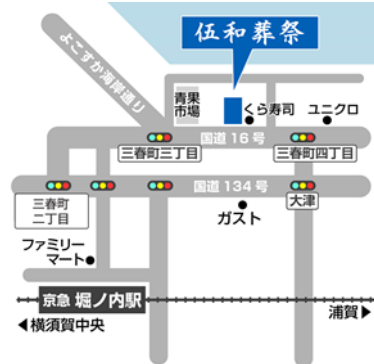 伍和葬祭
よこすか海岸通り
青果
市場
くら寿司
ユニクロ
国道16号
三春町三丁目
三春町四丁目
国道134号
三春町
二丁目
大津
ガスト
ファミリー
マート
京急 堀ノ内駅
浦賀▶
◀横須賀中央